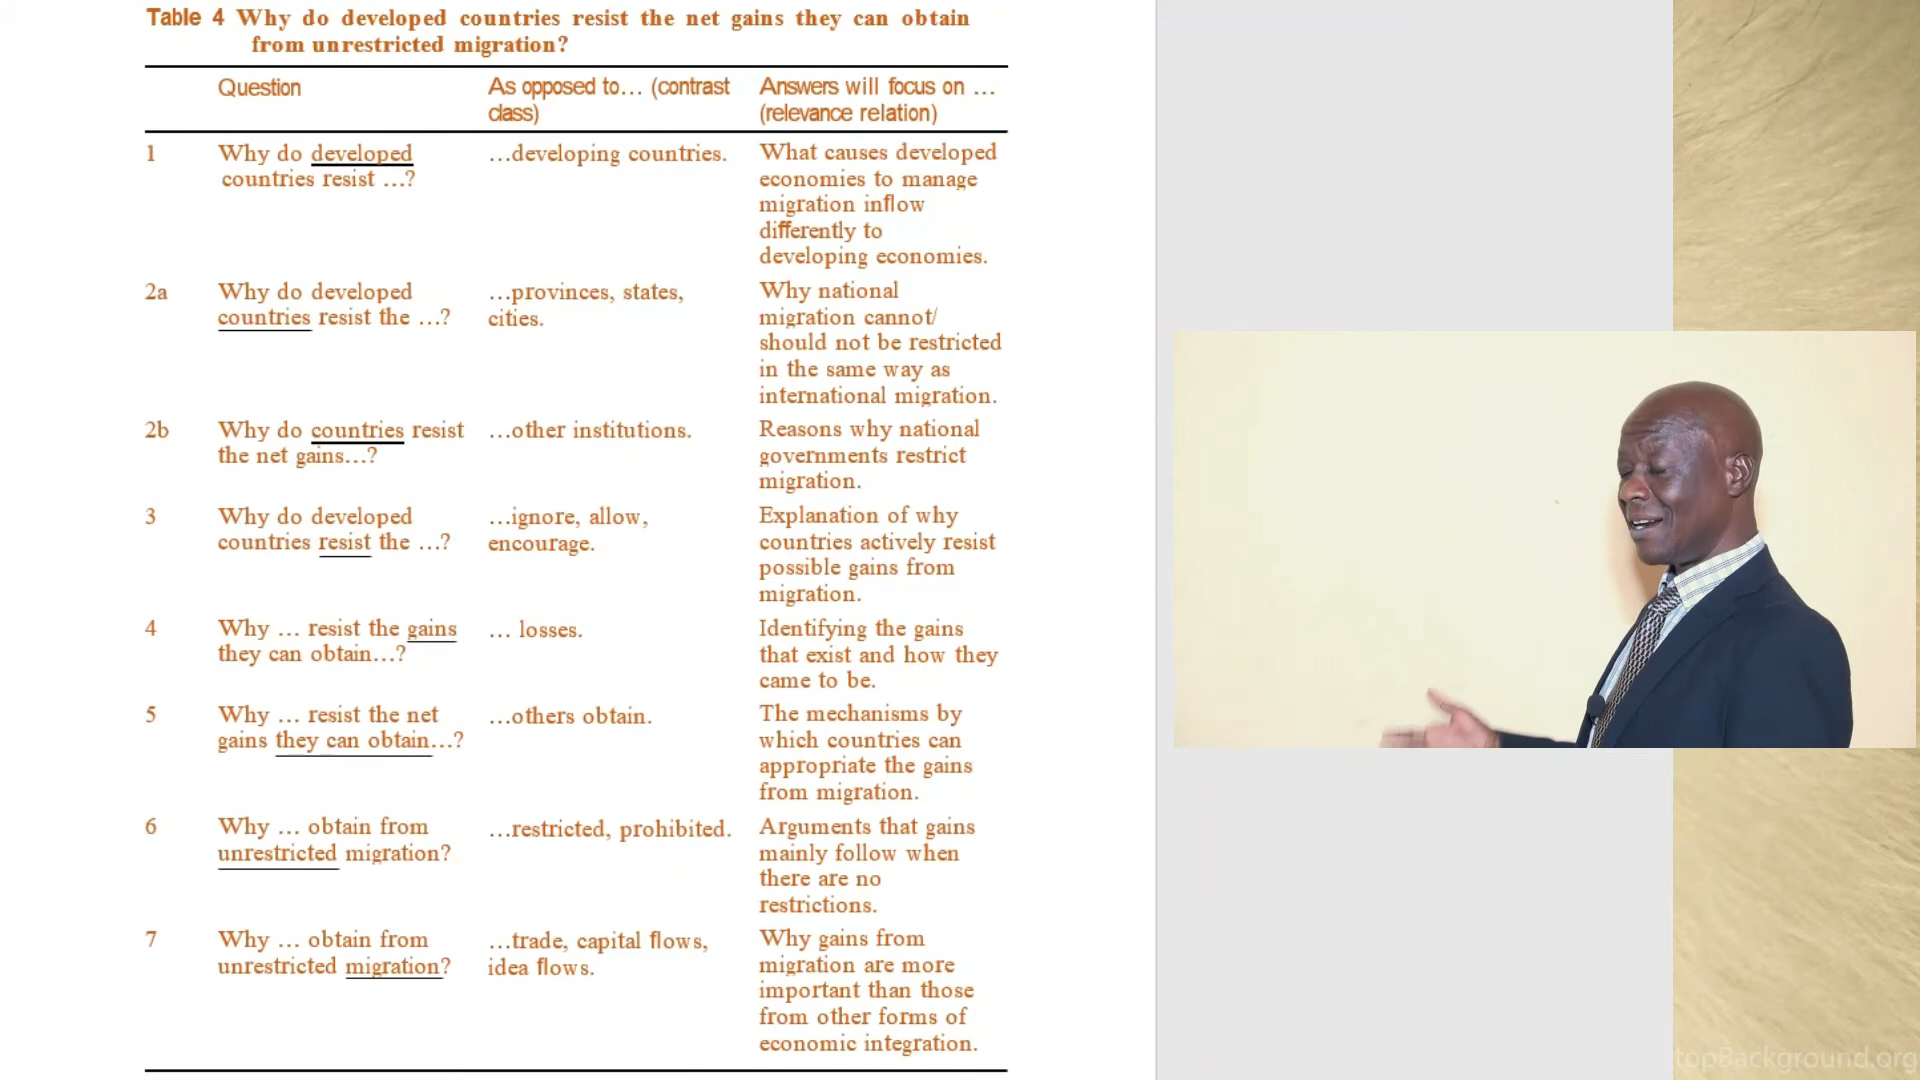 Table 4 Why do developed countries resist the net gains they can obtain
from unrestricted migration?
Question
As opposed to… (contrast
class)
Answers will focus on …
(relevance relation)
1
Why do developed
countries resist …?
…developing countries.
What causes developed
economies to manage
migration inflow
differently to
developing economies.
2a
Why do developed
countries resist the …?
…provinces, states,
cities.
Why national
migration cannot/
should not be restricted
in the same way as
international migration.
2b
Why do countries resist
the net gains…?
…other institutions.
Reasons why national
governments restrict
migration.
3
Why do developed
countries resist the …?
…ignore, allow,
encourage.
Explanation of why
countries actively resist
possible gains from
migration.
4
Why … resist the gains
they can obtain…?
… losses.
Identifying the gains
that exist and how they
came to be.
5
Why … resist the net
gains they can obtain…?
…others obtain.
The mechanisms by
which countries can
appropriate the gains
from migration.
6
Why … obtain from
unrestricted migration?
…restricted, prohibited.
Arguments that gains
mainly follow when
there are no
restrictions.
7
Why … obtain from
unrestricted migration?
…trade, capital flows,
idea flows.
Why gains from
migration are more
important than those
from other forms of
economic integration.
topBackground.org